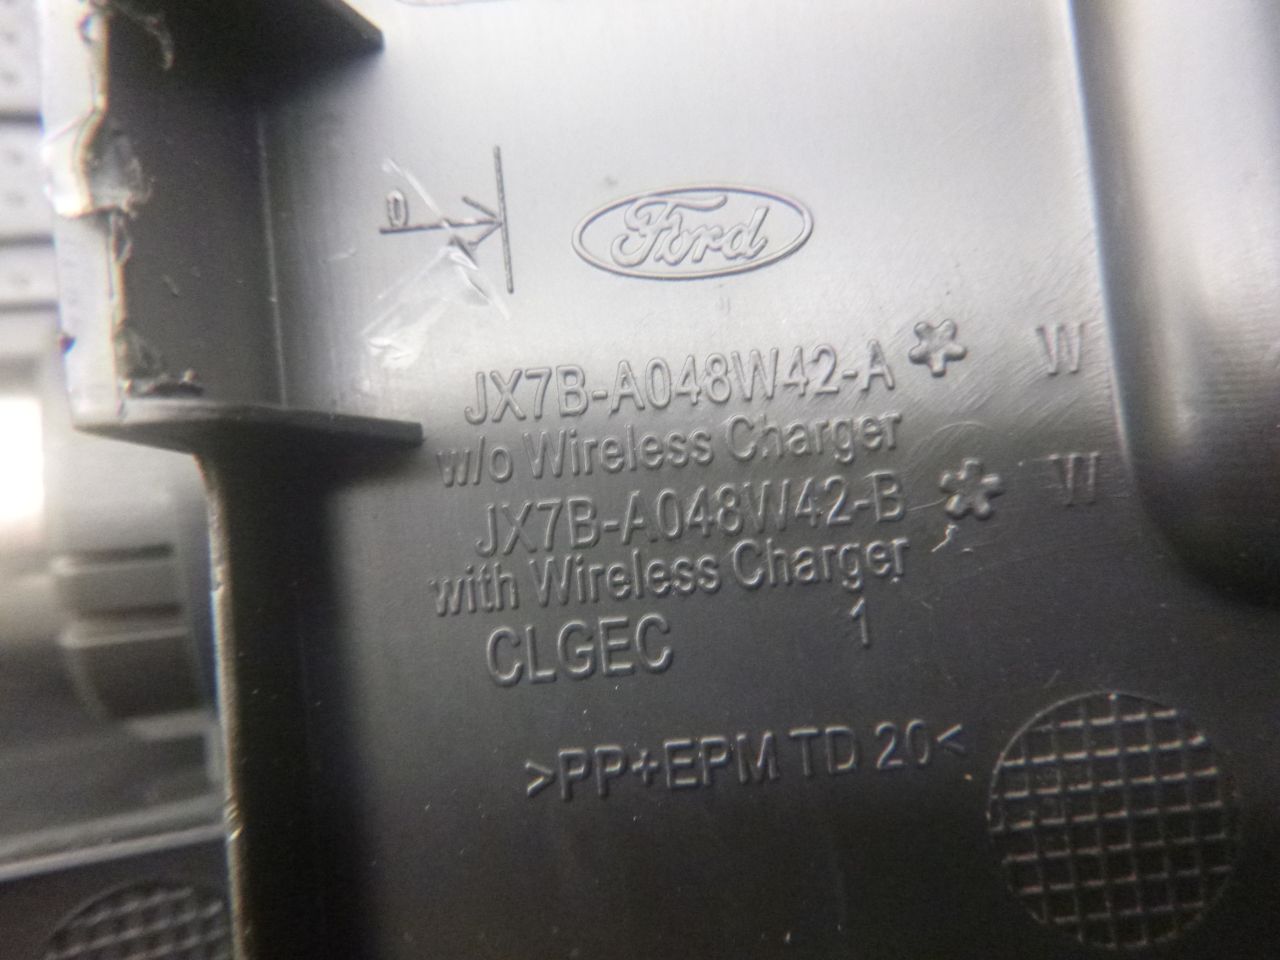 D
Ford
JX7B-A048W42-A * W
w/o Wireless Charger
JX7B-A048W42-B * W
with Wireless Charger
CLGEC 1
>PP+EPM TD 20<